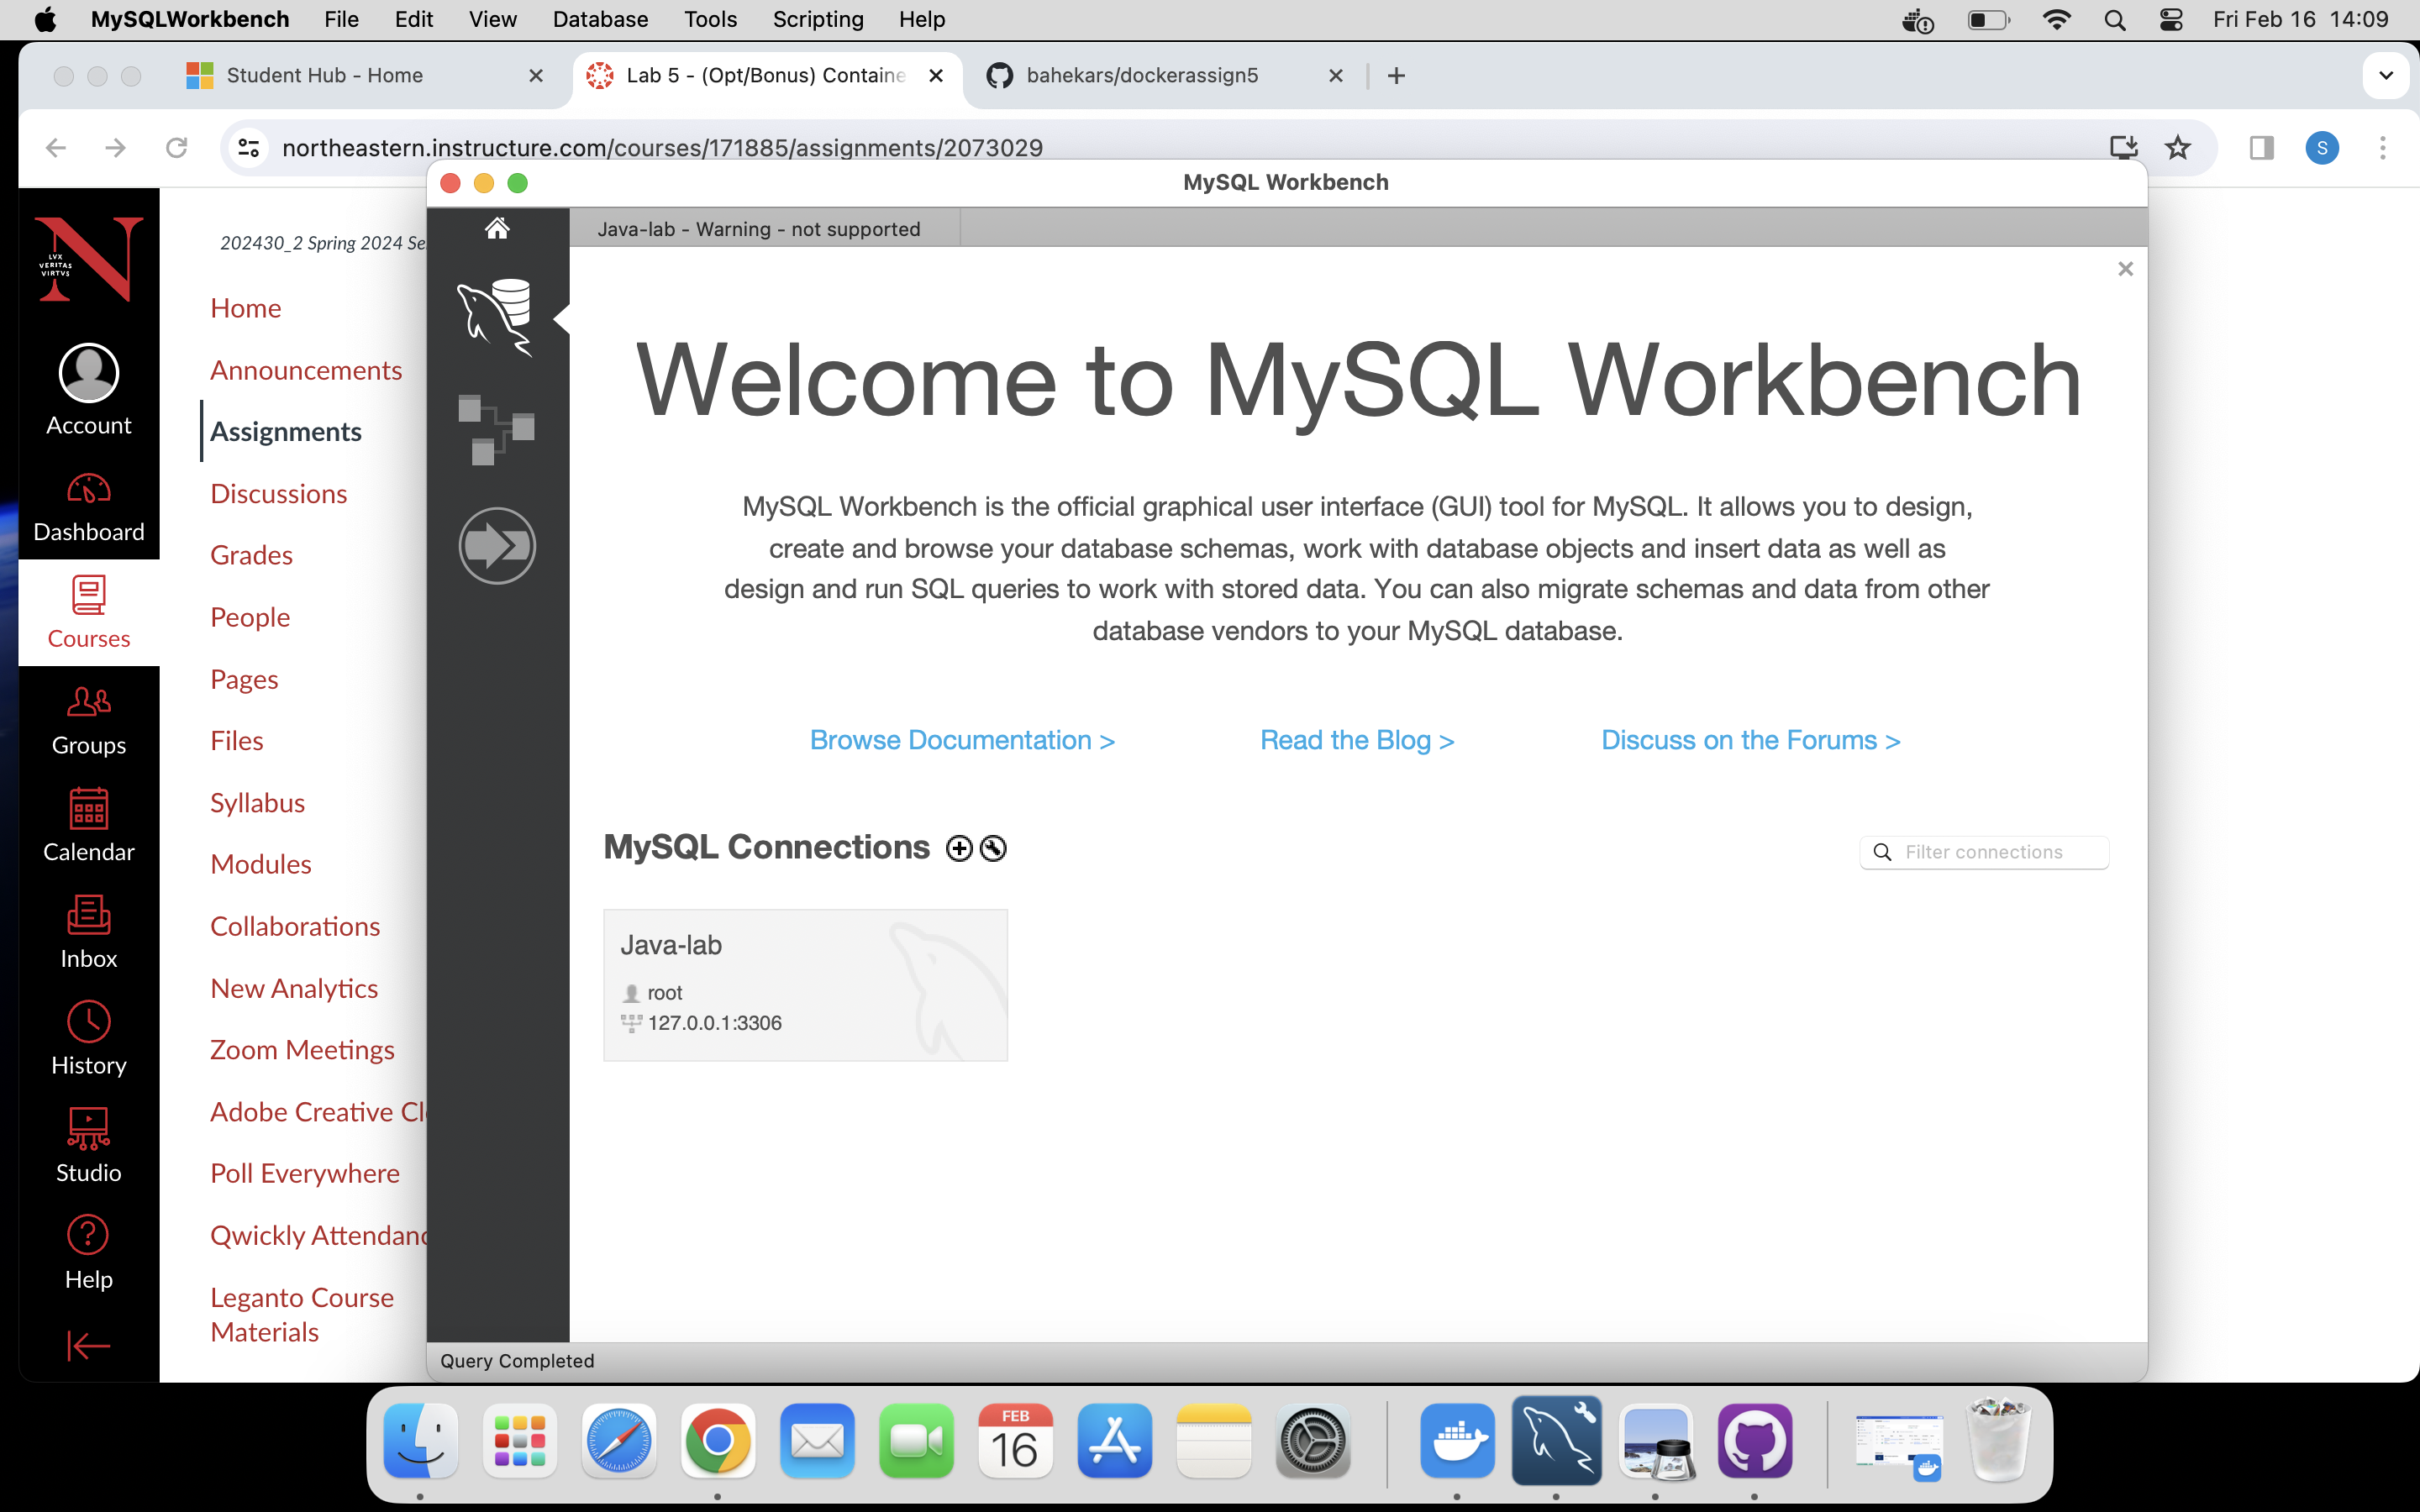 MySQLWorkbench File Edit View Database Tools Scripting Help Fri Feb 16 14:09
Student Hub - Home
Lab 5 - (Opt/Bonus) Containe
bahekars/dockerassign5
northeastern.instructure.com/courses/171885/assignments/2073029
S
MySQL Workbench
Java-lab - Warning - not supported
LVX
VERITAS
VIRTVS
Account
Dashboard
Courses
Groups
Calendar
Inbox
History
Studio
Help
202430_2 Spring 2024 Se
Home
Announcements
Assignments
Discussions
Grades
People
Pages
Files
Syllabus
Modules
Collaborations
New Analytics
Zoom Meetings
Adobe Creative Cl
Poll Everywhere
Qwickly Attendanc
Leganto Course
Materials
Welcome to MySQL Workbench
MySQL Workbench is the official graphical user interface (GUI) tool for MySQL. It allows you to design,
create and browse your database schemas, work with database objects and insert data as well as
design and run SQL queries to work with stored data. You can also migrate schemas and data from other
database vendors to your MySQL database.
Browse Documentation >
Read the Blog >
Discuss on the Forums >
MySQL Connections
Filter connections
Java-lab
root
127.0.0.1:3306
Query Completed
FEB
16